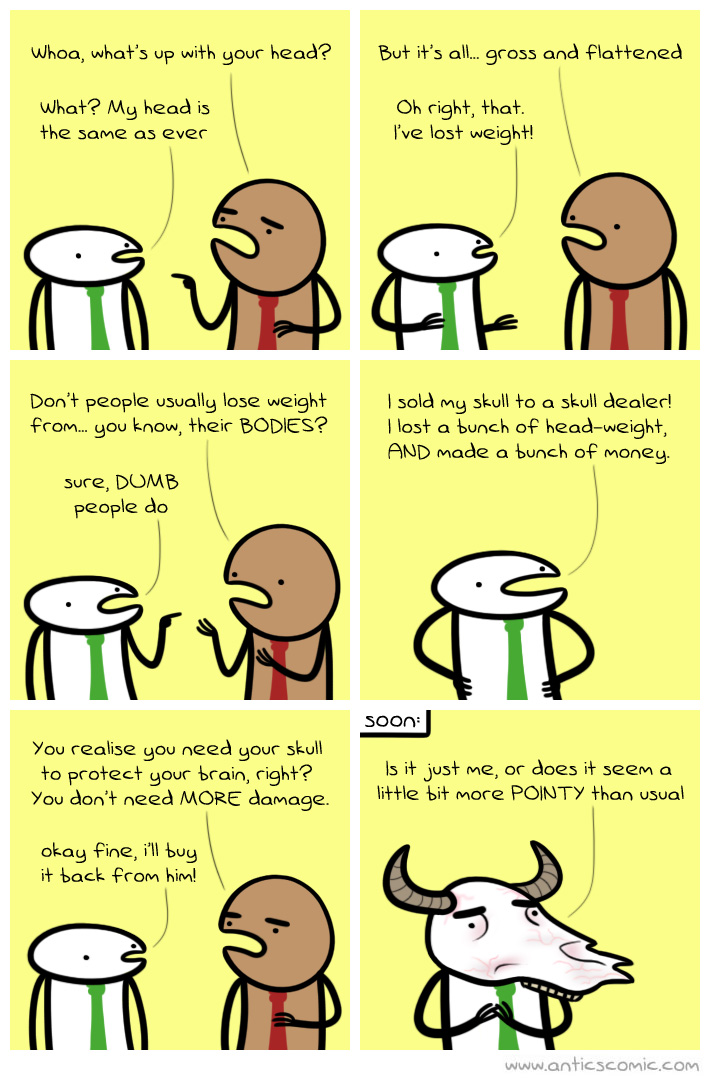 Whoa, what's up with your head?
What? My head is
the same as ever
But it's all... gross and flattened
Oh right, that.
I've lost weight!
Don't people usually lose weight
from... you know, their BODIES?
sure, DUMB
people do
I sold my skull to a skull dealer!
I lost a bunch of head-weight,
AND made a bunch of money.
You realise you need your skull
to protect your brain, right?
You don't need MORE damage.
okay fine, i'll buy
it back from him!
soon:
Is it just me, or does it seem a
little bit more POINTY than usual
www.anticscomic.com